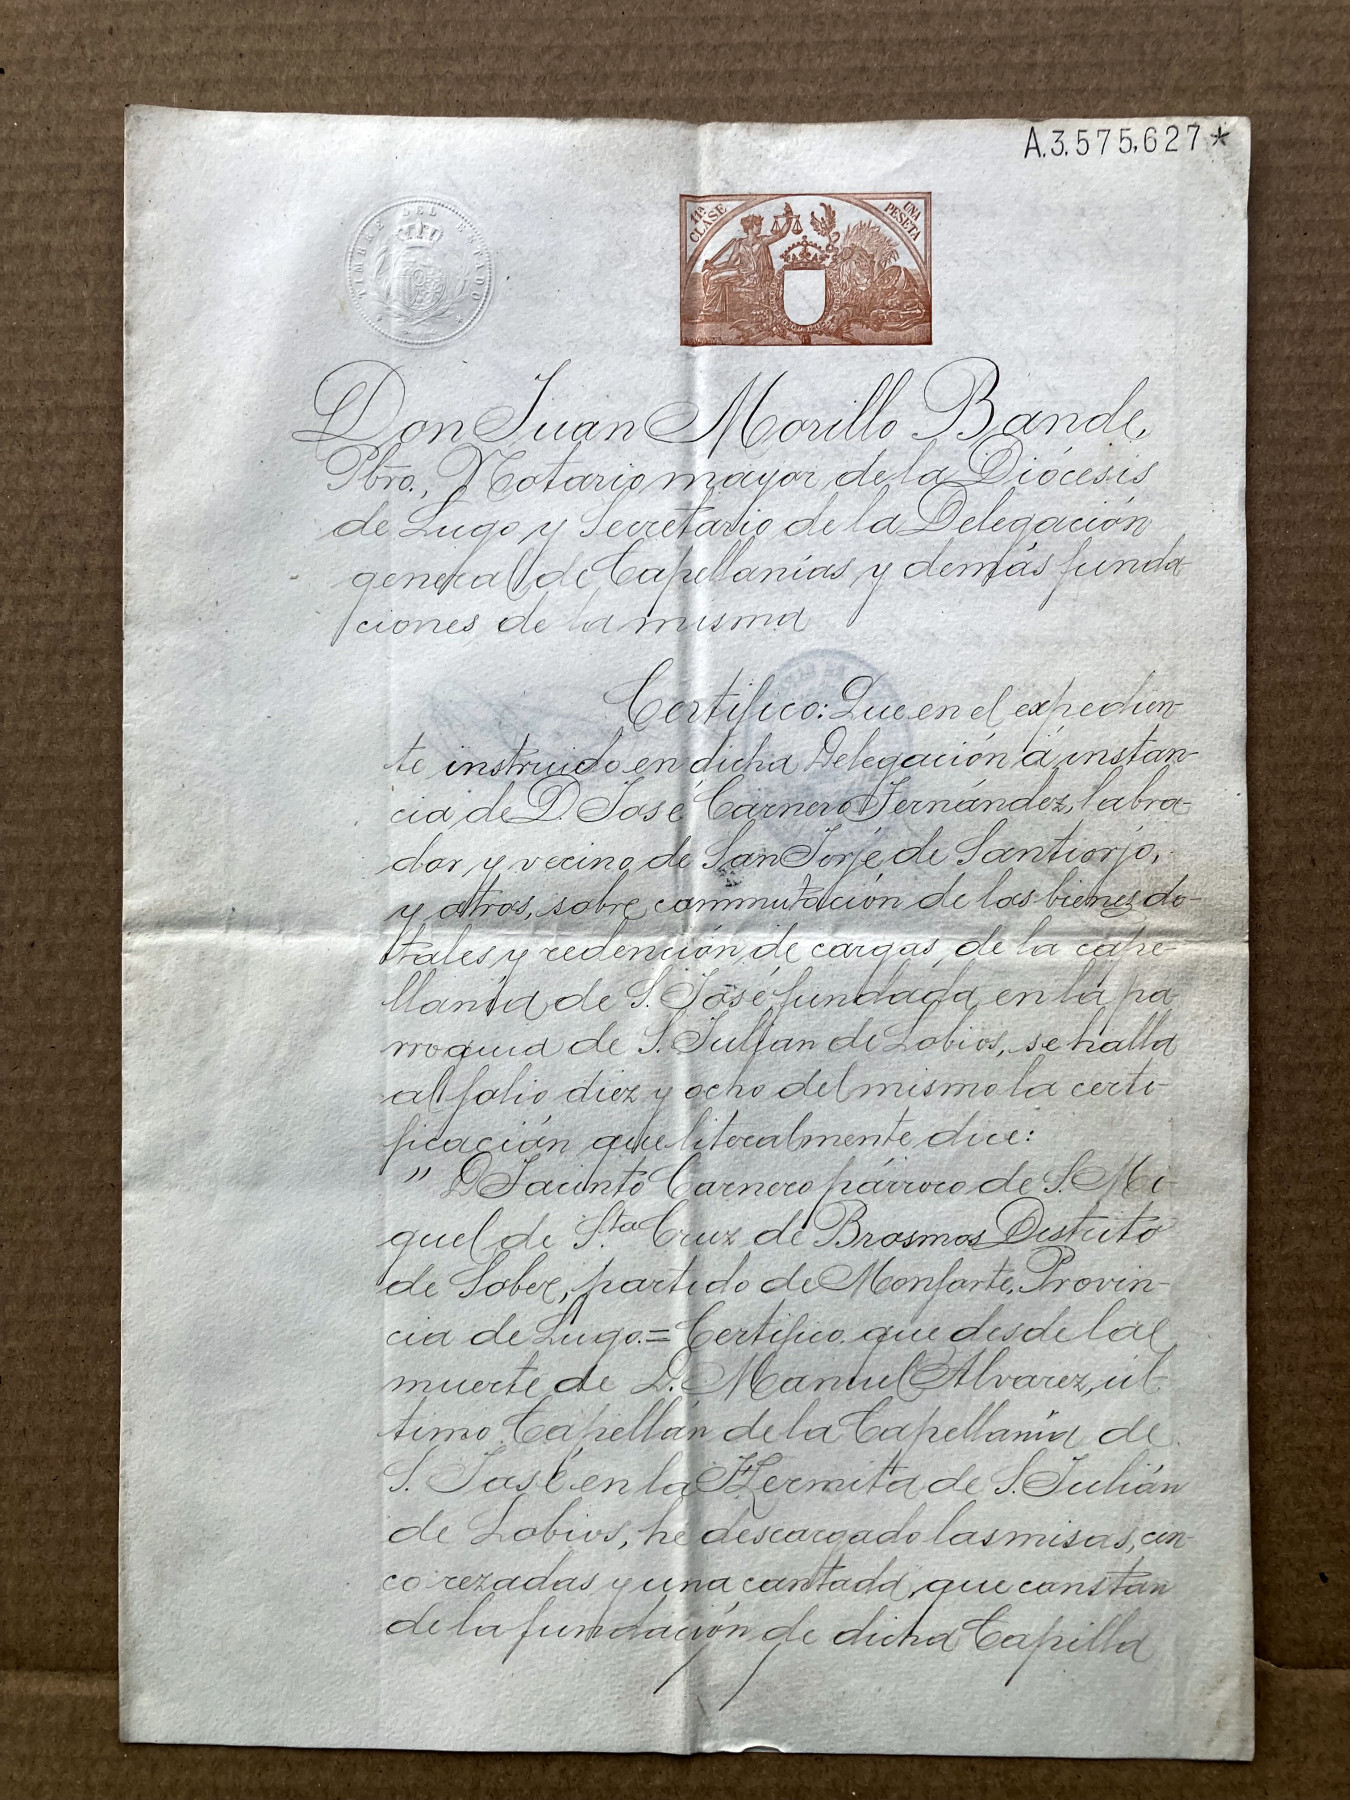 A.3,575,627*
TIMBRE DEL ESTADO
11ª CLASE
UNA PESETA
Don Juan Morillo Bande,
Pbro., Notario mayor de la Diócesis
de Lugo y Secretario de la Delegación
general de Capellanías y demás funda-
ciones de la misma
Certifico: Que en el expedien-
te instruido en dicha Delegación á instan-
cia de D. José Carnero Fernández, labra-
dor y vecino de San Jorje de Santiorjo,
y otros, sobre conmutación de los bienes do-
tales y redención de cargas de la cape-
llanía de S. José fundada en la pa
rroquia de S. Julian de Lobios, se halla
al folio diez y ocho del mismo la certi-
ficación que literalmente dice:
" D Jacinto Carnero párroco de S. Mi-
guel de S.ta Cruz de Brosmos Distrito
de Sober, partido de Monforte, Provin-
cia de Lugo.= Certifico que desde la
muerte de D. Manuel Alvarez, úl-
timo Capellán de la Capellanía de
S. José en la Hermita de S. Julián
de Lobios, he descargado las misas, cin-
co rezadas y una cantada, que constan
de la fundación de dicha Capilla